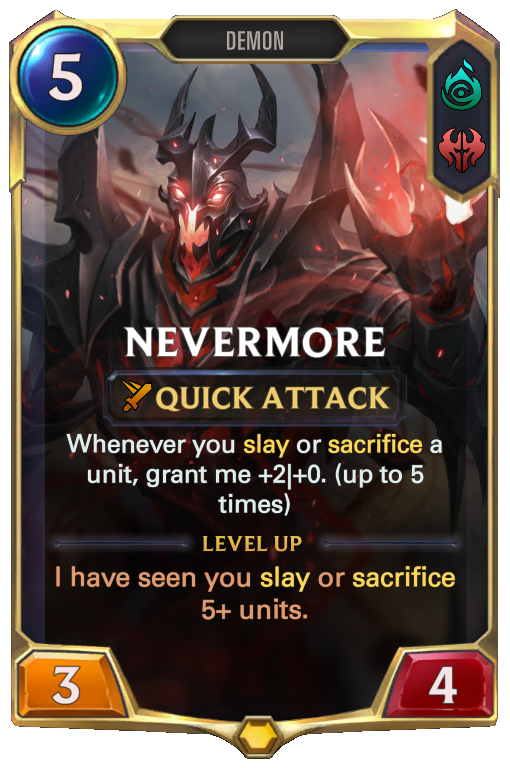 DEMON
5
NEVERMORE
QUICK ATTACK
Whenever you slay or sacrifice a
unit, grant me +2|+0. (up to 5
times)
LEVEL UP
I have seen you slay or sacrifice
5+ units.
3
4